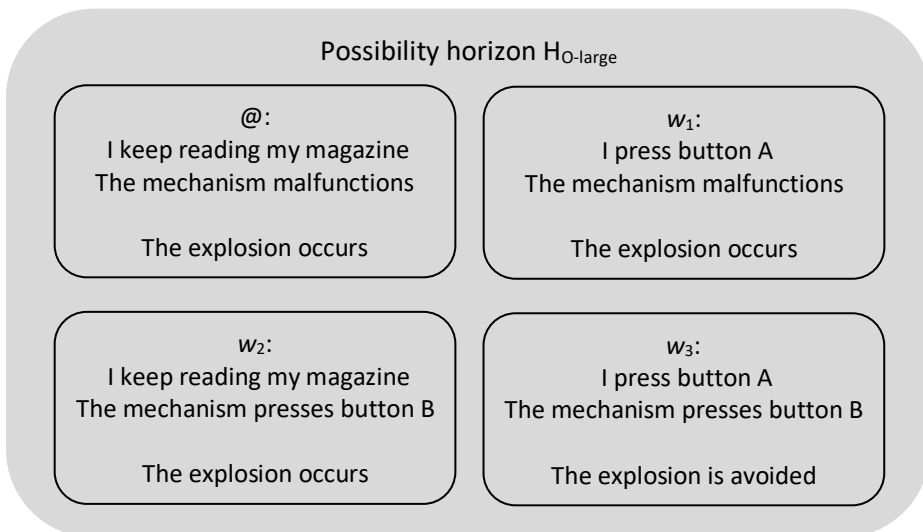 Possibility horizon H_O-large
@:
I keep reading my magazine
The mechanism malfunctions
The explosion occurs
w₁:
I press button A
The mechanism malfunctions
The explosion occurs
w₂:
I keep reading my magazine
The mechanism presses button B
The explosion occurs
w₃:
I press button A
The mechanism presses button B
The explosion is avoided